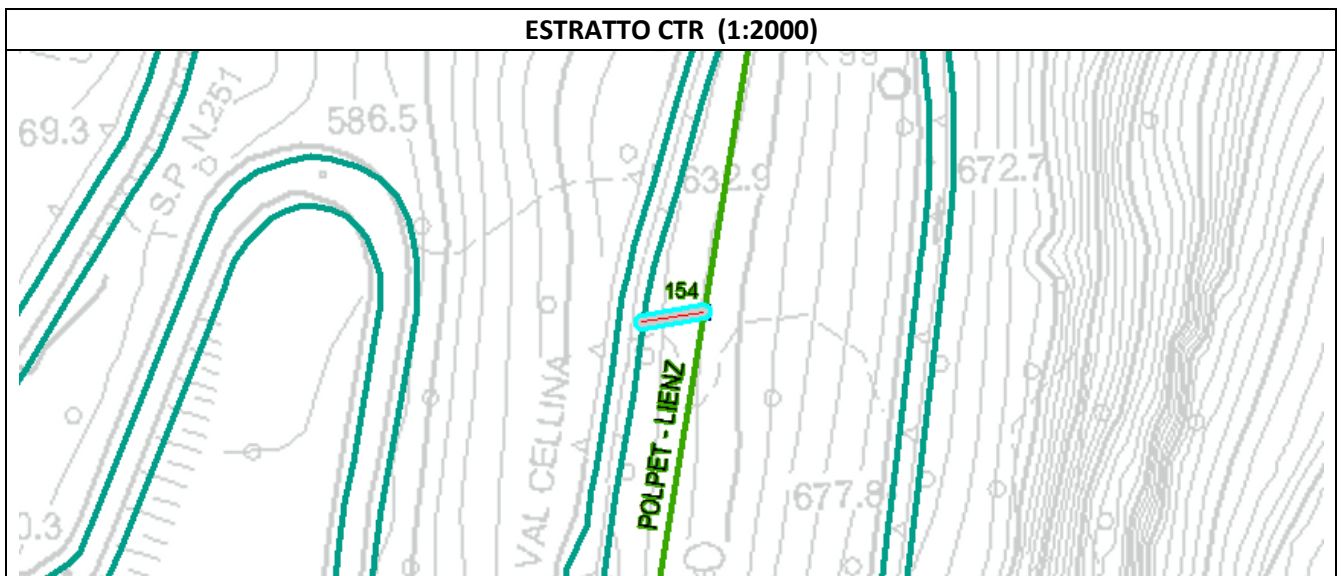 ESTRATTO CTR (1:2000)
69.3
S.P. N.251
586.5
632.9
672.7
154
POLPET - LIENZ
VAL CELLINA
677.8
0.3